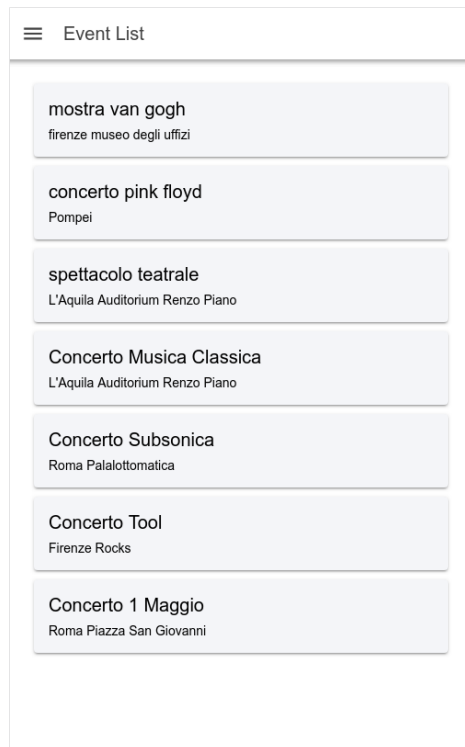 Event List
mostra van gogh
firenze museo degli uffizi
concerto pink floyd
Pompei
spettacolo teatrale
L'Aquila Auditorium Renzo Piano
Concerto Musica Classica
L'Aquila Auditorium Renzo Piano
Concerto Subsonica
Roma Palalottomatica
Concerto Tool
Firenze Rocks
Concerto 1 Maggio
Roma Piazza San Giovanni